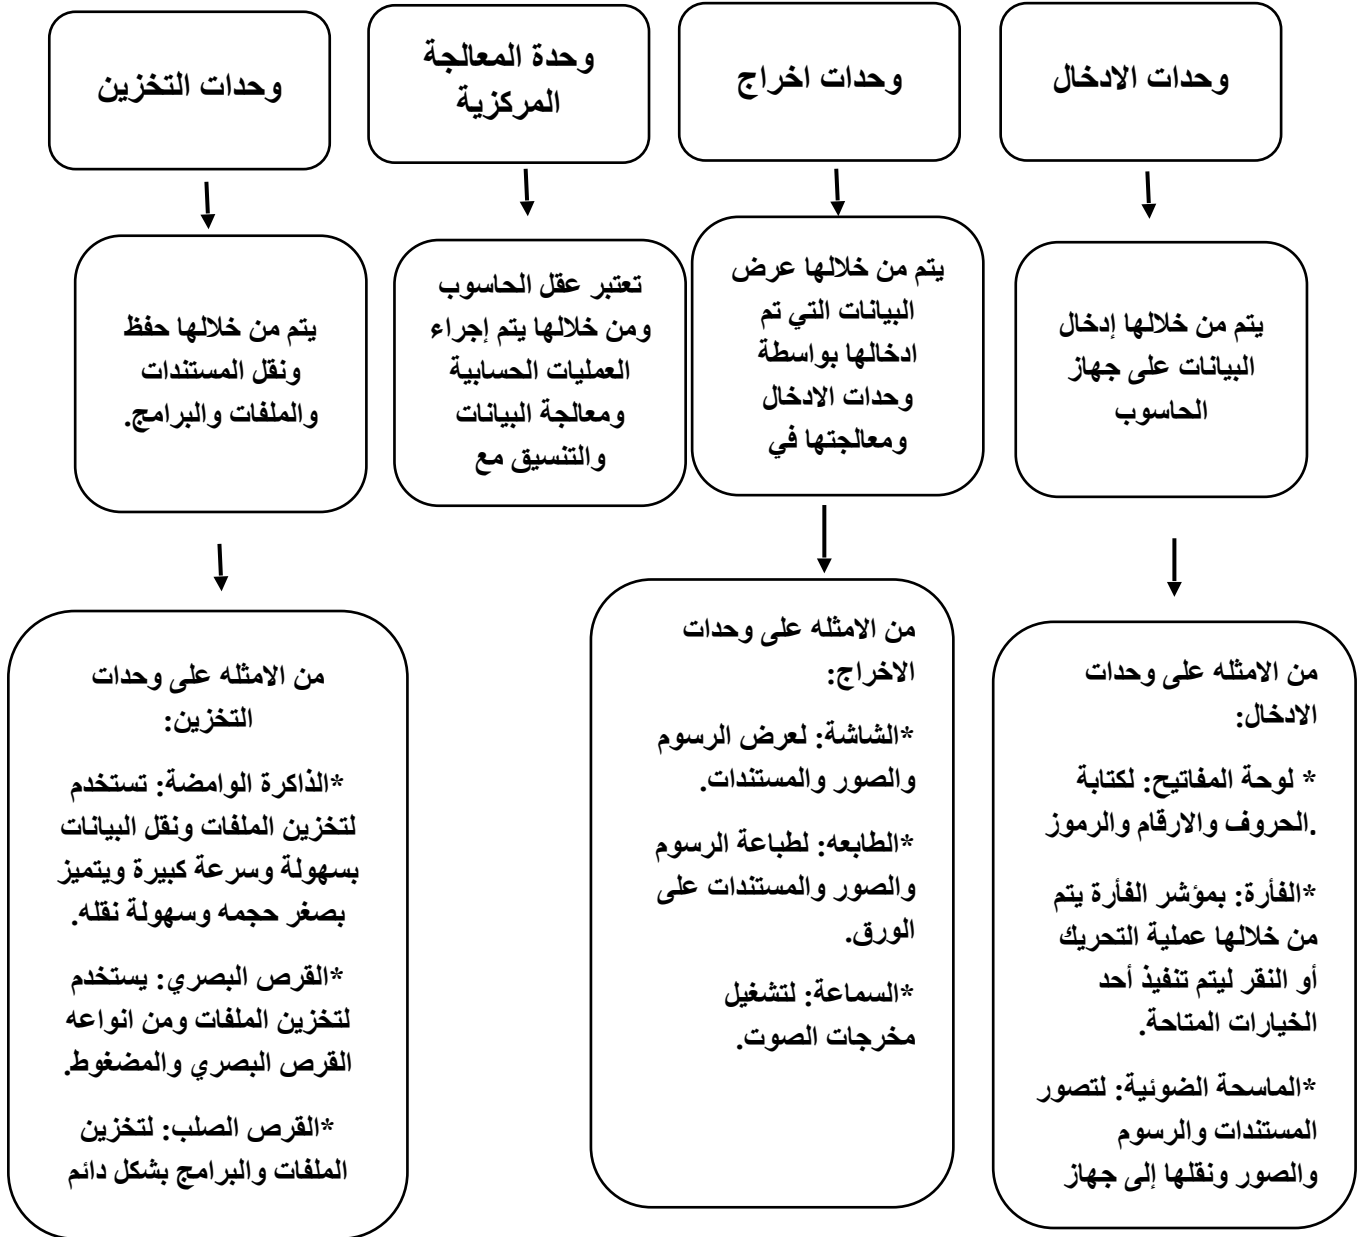 وحدات الادخال
وحدات اخراج
وحدة المعالجة
المركزية
وحدات التخزين
يتم من خلالها إدخال
البيانات على جهاز
الحاسوب
يتم من خلالها عرض
البيانات التي تم
ادخالها بواسطة
وحدات الادخال
ومعالجتها في
تعتبر عقل الحاسوب
ومن خلالها يتم إجراء
العمليات الحسابية
ومعالجة البيانات
والتنسيق مع
يتم من خلالها حفظ
ونقل المستندات
والملفات والبرامج.
من الامثله على وحدات
الادخال:
* لوحة المفاتيح: لكتابة
الحروف والارقام والرموز.
*الفأرة: بمؤشر الفأرة يتم
من خلالها عملية التحريك
أو النقر ليتم تنفيذ أحد
الخيارات المتاحة.
*الماسحة الضوئية: لتصور
المستندات والرسوم
والصور ونقلها إلى جهاز
من الامثله على وحدات
الاخراج:
*الشاشة: لعرض الرسوم
والصور والمستندات.
*الطابعه: لطباعة الرسوم
والصور والمستندات على
الورق.
*السماعة: لتشغيل
مخرجات الصوت.
من الامثله على وحدات
التخزين:
*الذاكرة الوامضة: تستخدم
لتخزين الملفات ونقل البيانات
بسهولة وسرعة كبيرة ويتميز
بصغر حجمه وسهولة نقله.
*القرص البصري: يستخدم
لتخزين الملفات ومن انواعه
القرص البصري والمضغوط.
*القرص الصلب: لتخزين
الملفات والبرامج بشكل دائم